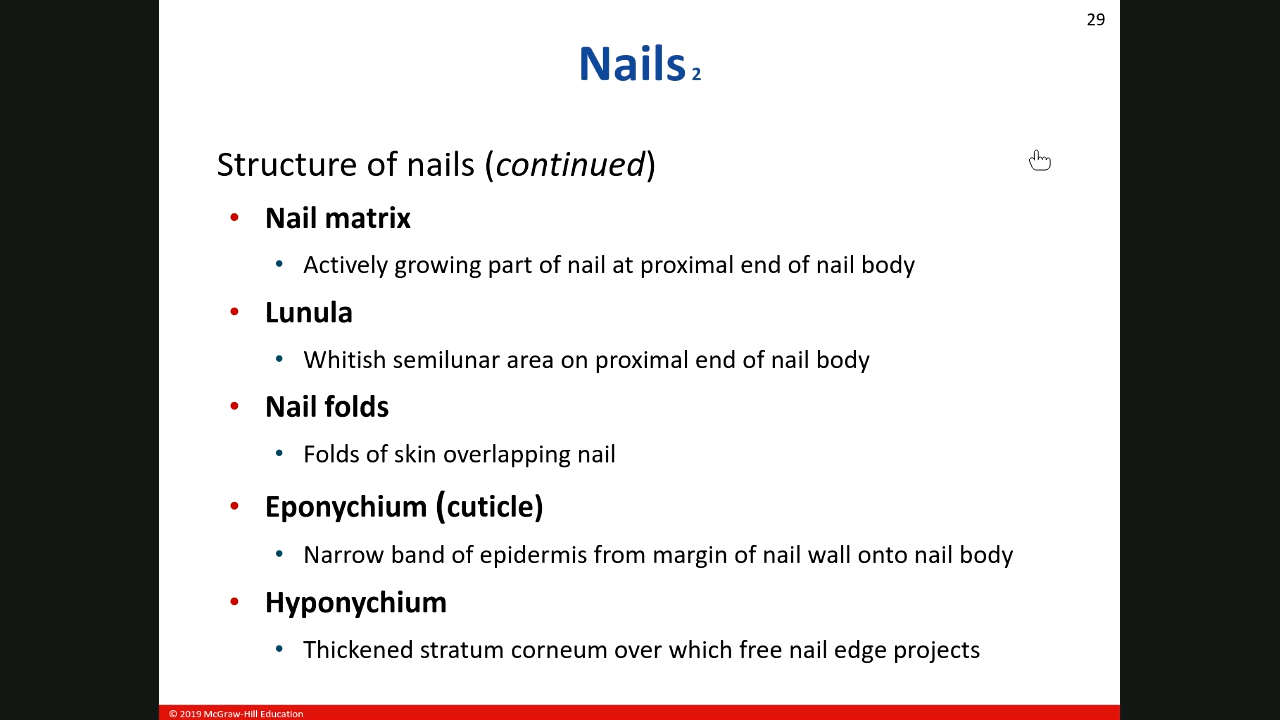 29
Nails 2
Structure of nails (continued)
• Nail matrix
• Actively growing part of nail at proximal end of nail body
• Lunula
• Whitish semilunar area on proximal end of nail body
• Nail folds
• Folds of skin overlapping nail
• Eponychium (cuticle)
• Narrow band of epidermis from margin of nail wall onto nail body
• Hyponychium
• Thickened stratum corneum over which free nail edge projects
© 2019 McGraw-Hill Education